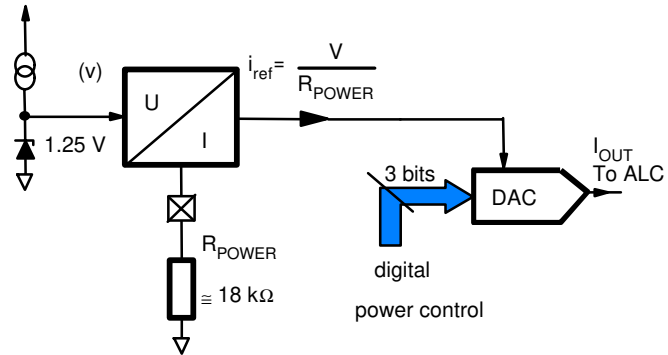 (v)
U
I
1.25 V
i_ref = V / R_POWER
R_POWER
≅ 18 kΩ
3 bits
DAC
I_OUT
To ALC
digital
power control